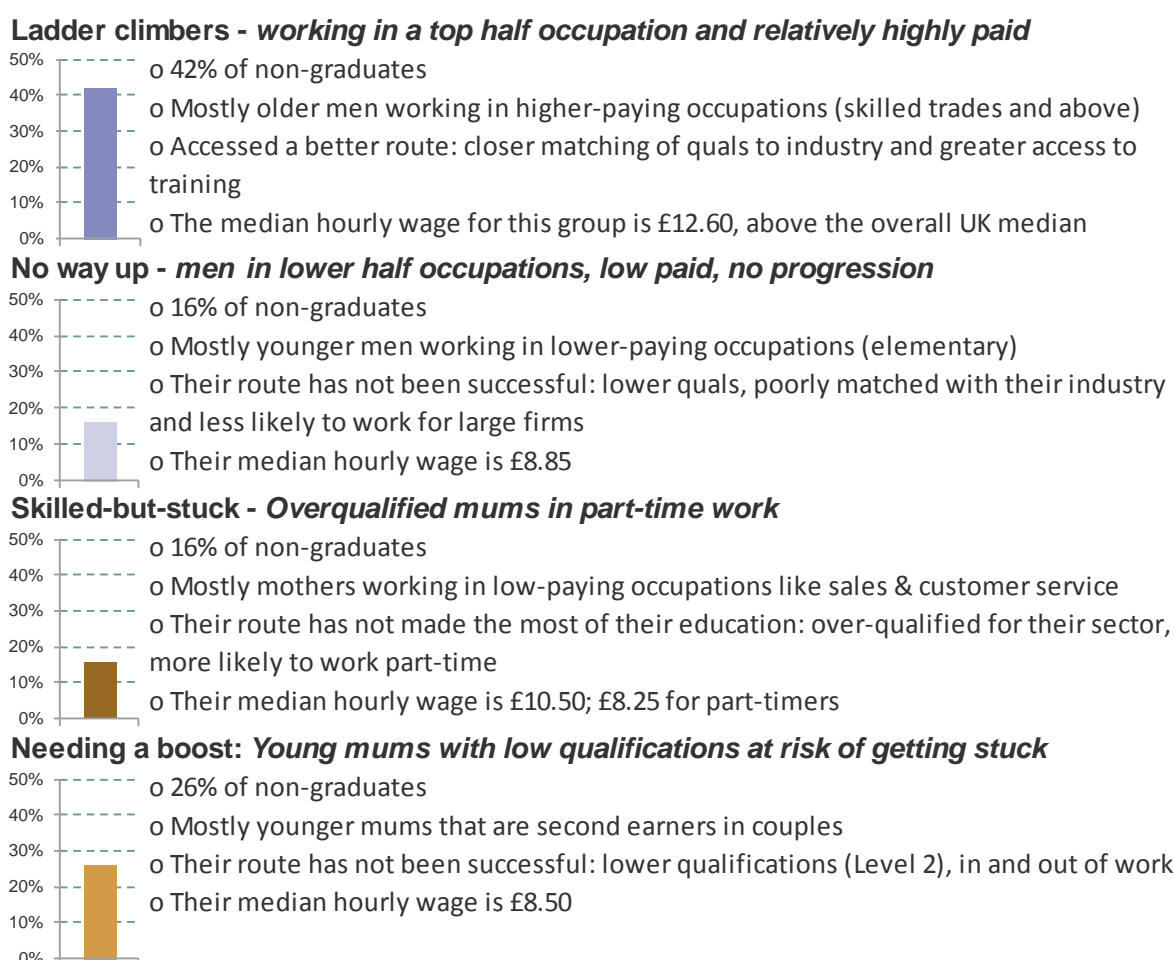 Ladder climbers - working in a top half occupation and relatively highly paid
50%
40%
30%
20%
10%
0%
o 42% of non-graduates
o Mostly older men working in higher-paying occupations (skilled trades and above)
o Accessed a better route: closer matching of quals to industry and greater access to
training
o The median hourly wage for this group is £12.60, above the overall UK median
No way up - men in lower half occupations, low paid, no progression
50%
40%
30%
20%
10%
0%
o 16% of non-graduates
o Mostly younger men working in lower-paying occupations (elementary)
o Their route has not been successful: lower quals, poorly matched with their industry
and less likely to work for large firms
o Their median hourly wage is £8.85
Skilled-but-stuck - Overqualified mums in part-time work
50%
40%
30%
20%
10%
0%
o 16% of non-graduates
o Mostly mothers working in low-paying occupations like sales & customer service
o Their route has not made the most of their education: over-qualified for their sector,
more likely to work part-time
o Their median hourly wage is £10.50; £8.25 for part-timers
Needing a boost: Young mums with low qualifications at risk of getting stuck
50%
40%
30%
20%
10%
0%
o 26% of non-graduates
o Mostly younger mums that are second earners in couples
o Their route has not been successful: lower qualifications (Level 2), in and out of work
o Their median hourly wage is £8.50